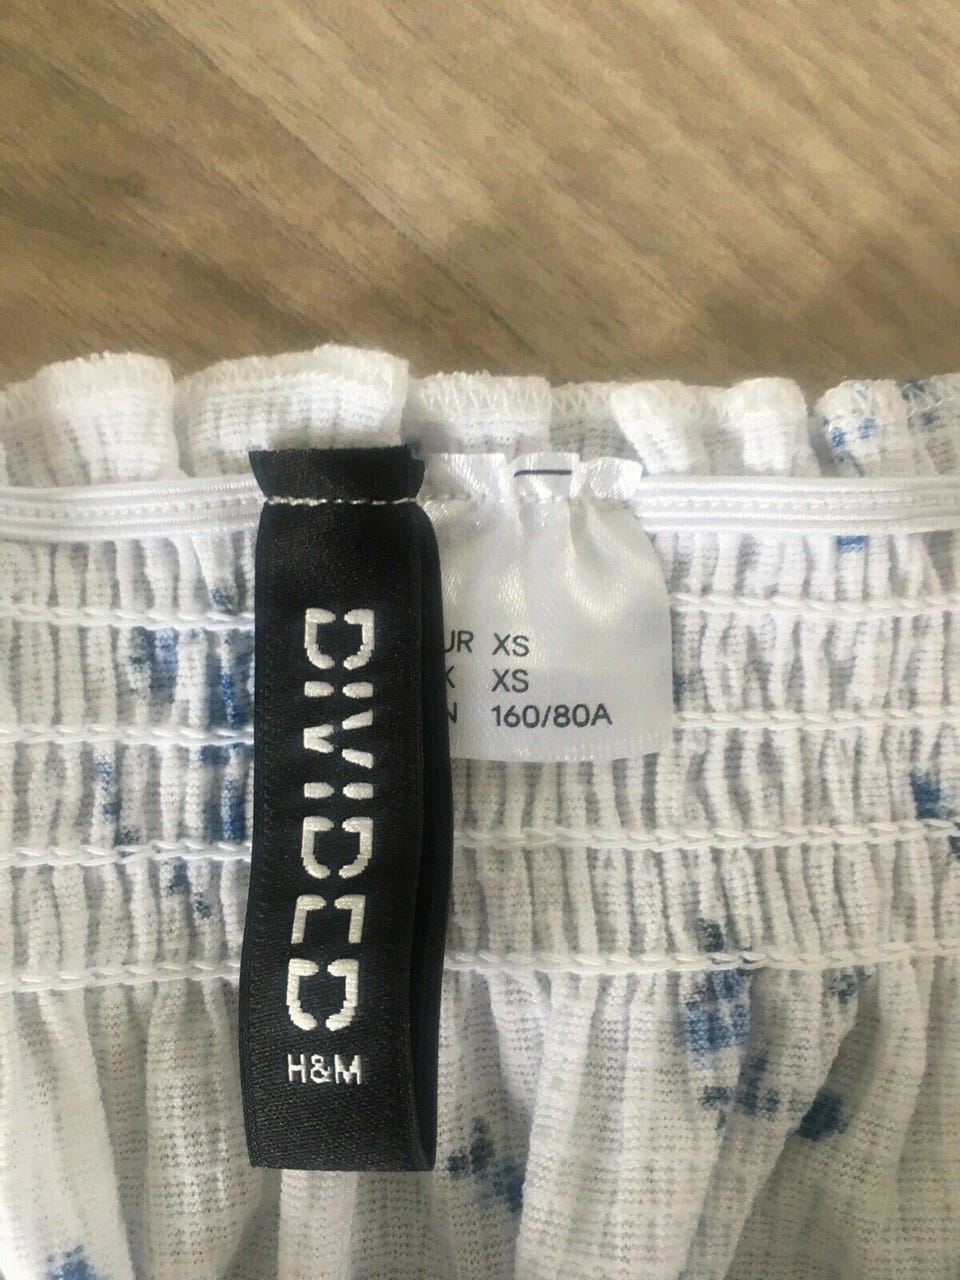 DIVIDED
H&M
UR XS
K XS
N 160/80A